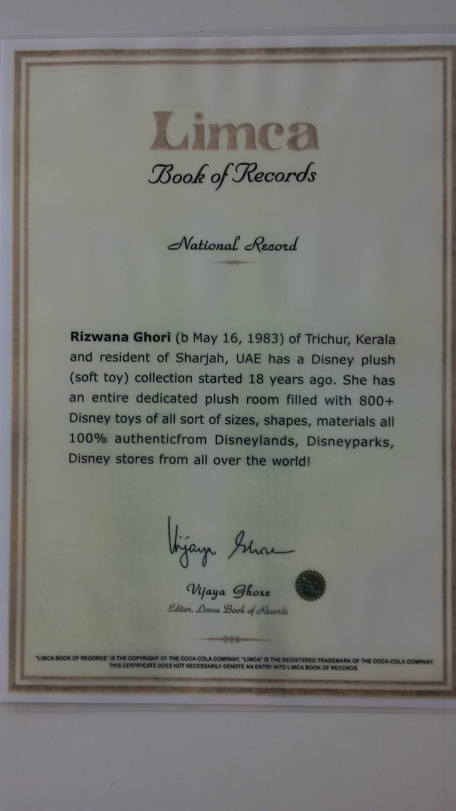 Limca
Book of Records
National Record
Rizwana Ghori (b May 16, 1983) of Trichur, Kerala
and resident of Sharjah, UAE has a Disney plush
(soft toy) collection started 18 years ago. She has
an entire dedicated plush room filled with 800+
Disney toys of all sort of sizes, shapes, materials all
100% authenticfrom Disneylands, Disneyparks,
Disney stores from all over the world!
Vijaya Ghose
Vijaya Ghose
Editor, Limca Book of Records
"LIMCA BOOK OF RECORDS" IS THE COPYRIGHT OF THE COCA-COLA COMPANY, "LIMCA" IS THE REGISTERED TRADEMARK OF THE COCA-COLA COMPANY.
THIS CERTIFICATE DOES NOT NECESSARILY DENOTE AN ENTRY INTO LIMCA BOOK OF RECORDS.